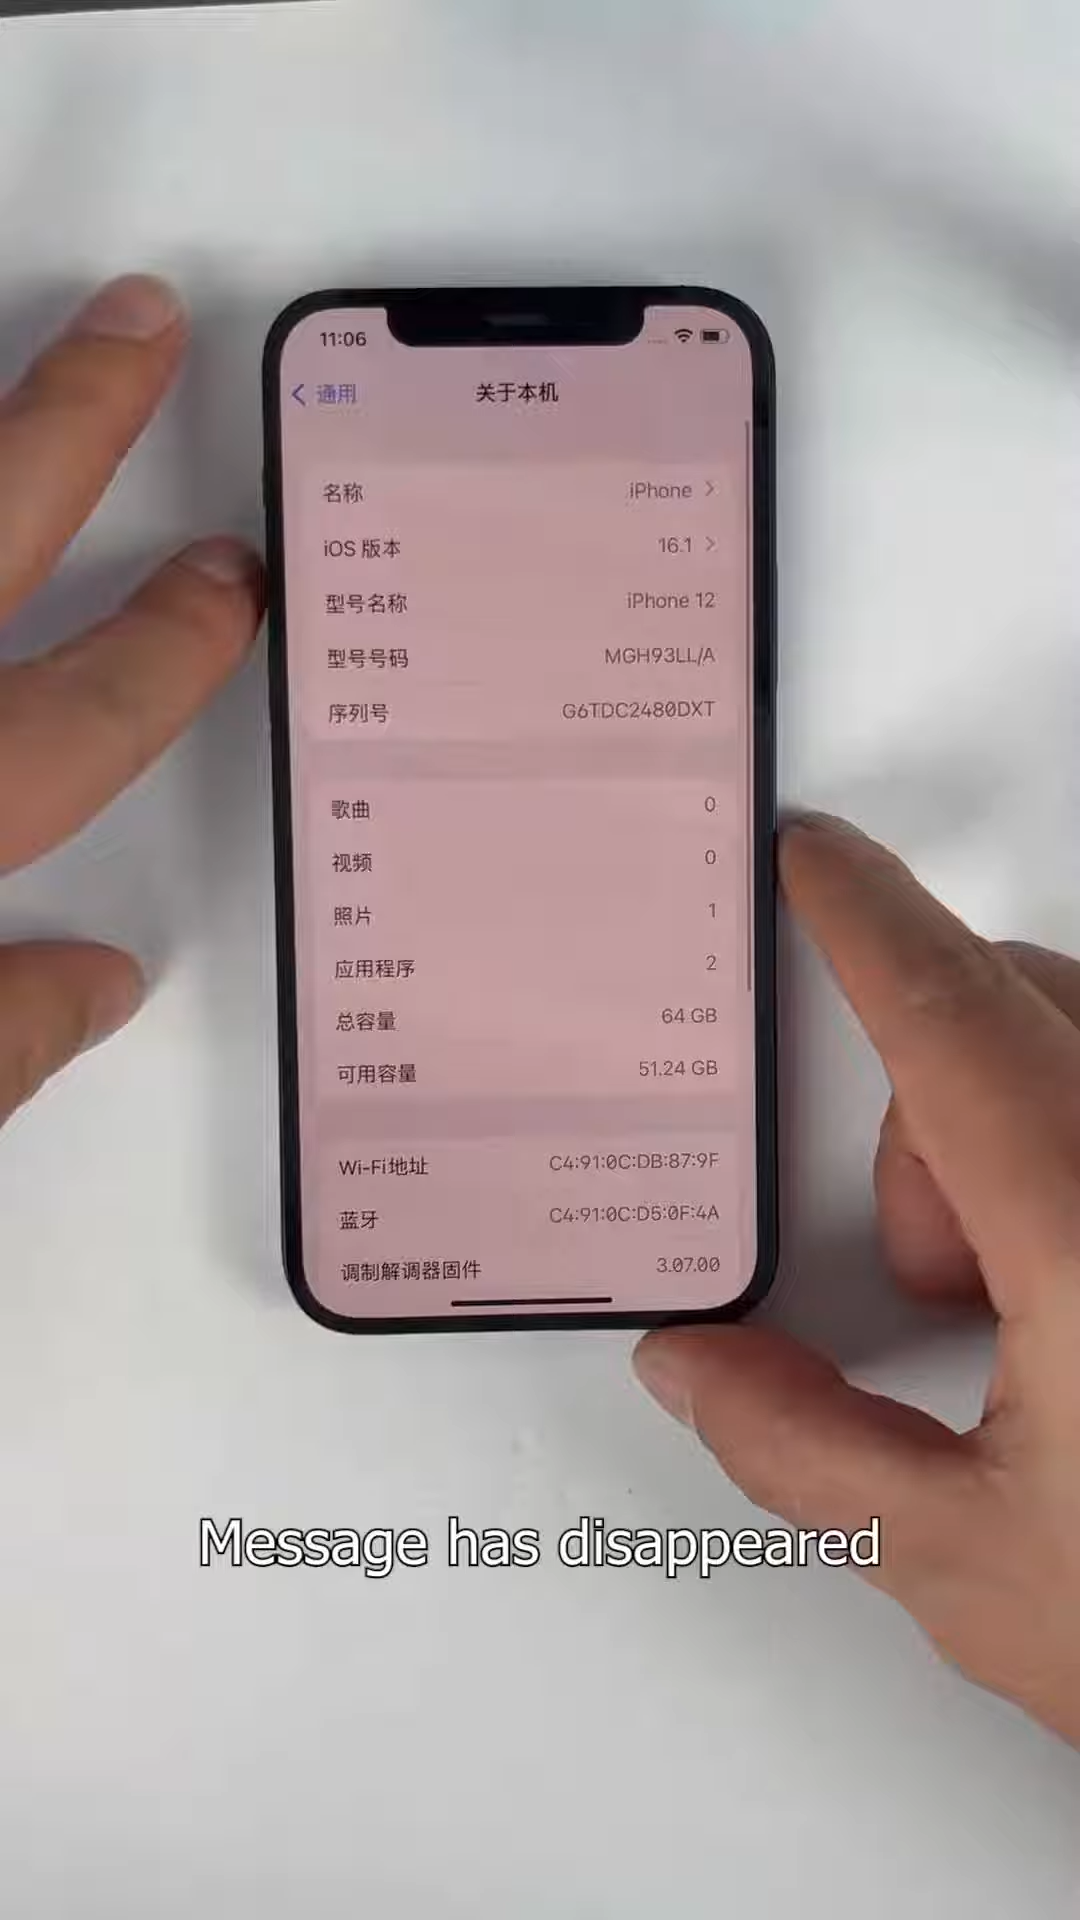 11:06
通用
关于本机
名称 iPhone
iOS 版本 16.1
型号名称 iPhone 12
型号号码 MGH93LL/A
序列号 G6TDC2480DXT
歌曲 0
视频 0
照片 1
应用程序 2
总容量 64 GB
可用容量 51.24 GB
Wi-Fi地址 C4:91:0C:DB:87:9F
蓝牙 C4:91:0C:D5:0F:4A
调制解调器固件 3.07.00
Message has disappeared